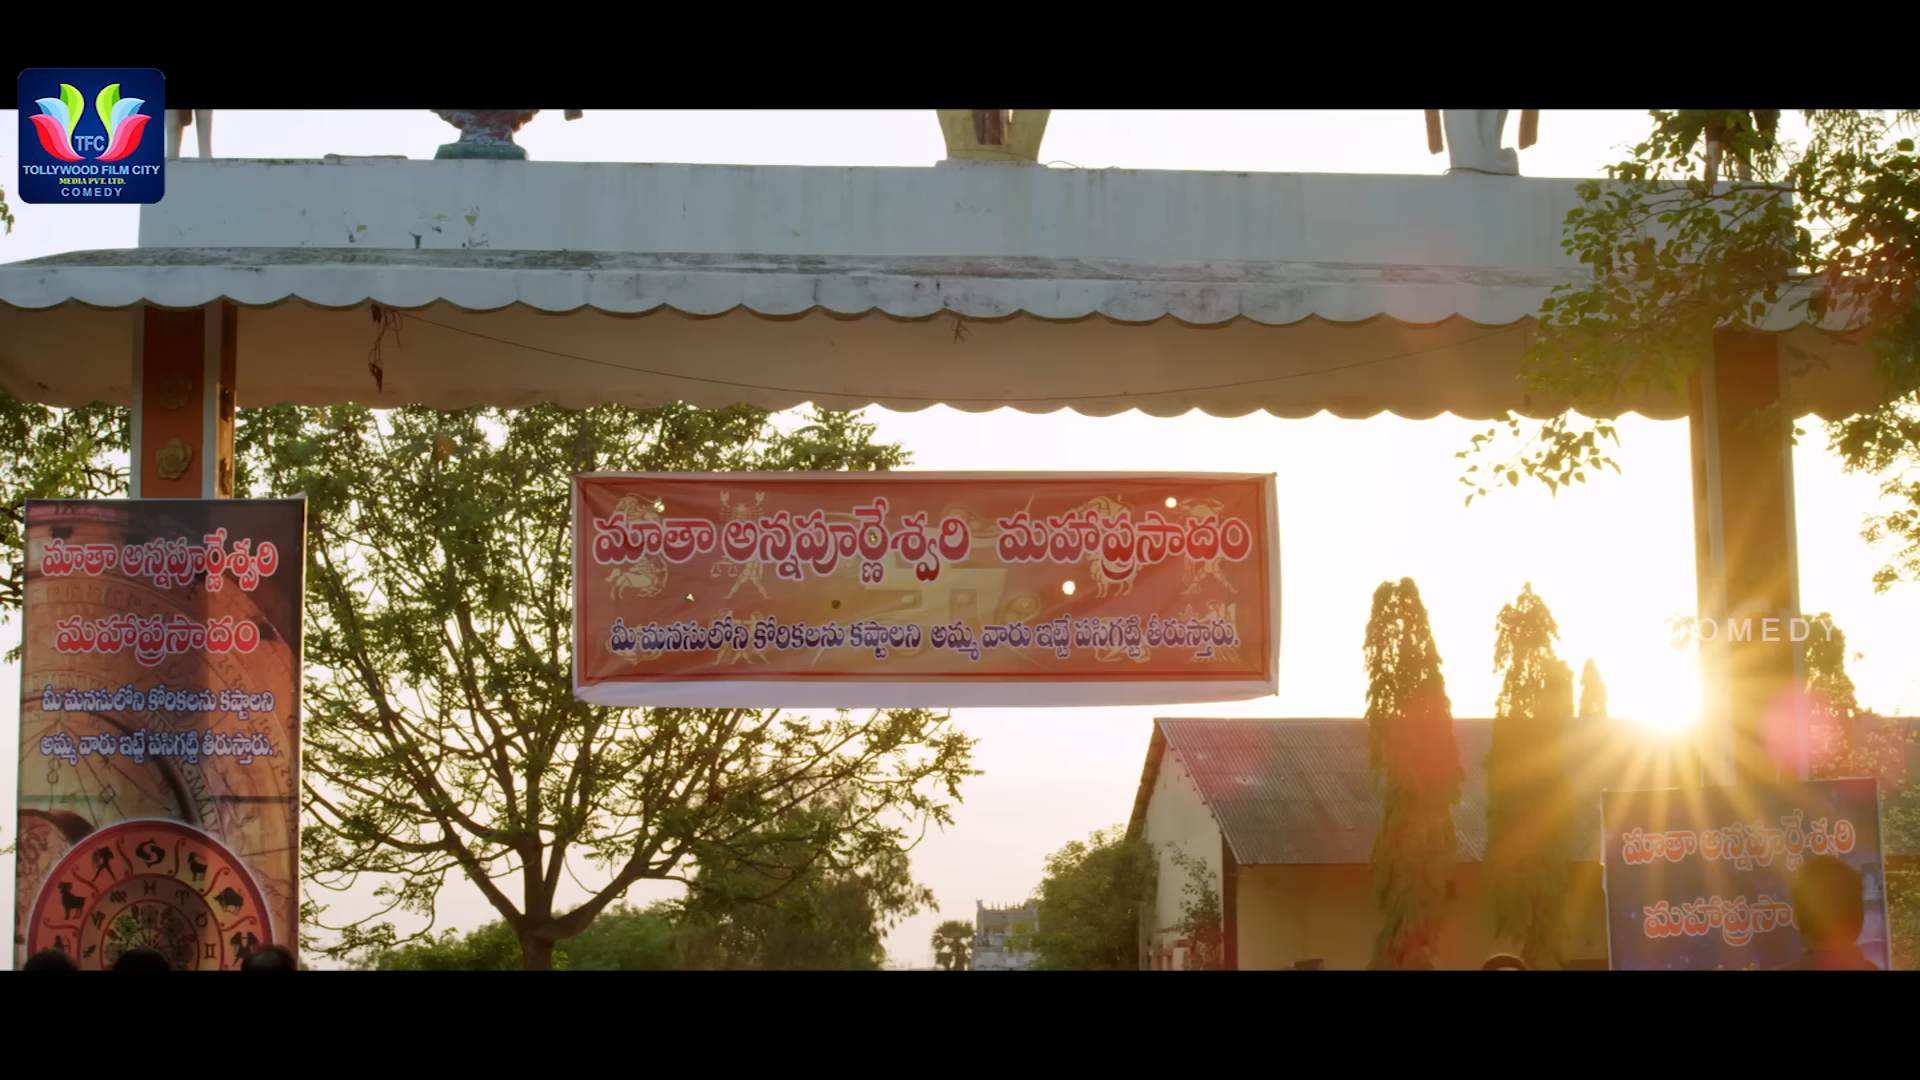 TFC
TOLLYWOOD FILM CITY
MEDIA PVT. LTD.
COMEDY
మాతా అన్నపూర్ణేశ్వరి మహాప్రసాదం
మీ మనసులోని కోరికలను కష్టాలని అమ్మ వారు ఇట్టే పసిగట్టి తీరుస్తారు.
మాతా అన్నపూర్ణేశ్వరి
మహాప్రసాదం
మీ మనసులోని కోరికలను కష్టాలని
అమ్మ వారు ఇట్టే పసిగట్టి తీరుస్తారు.
COMEDY
మాతా అన్నపూర్ణేశ్వరి